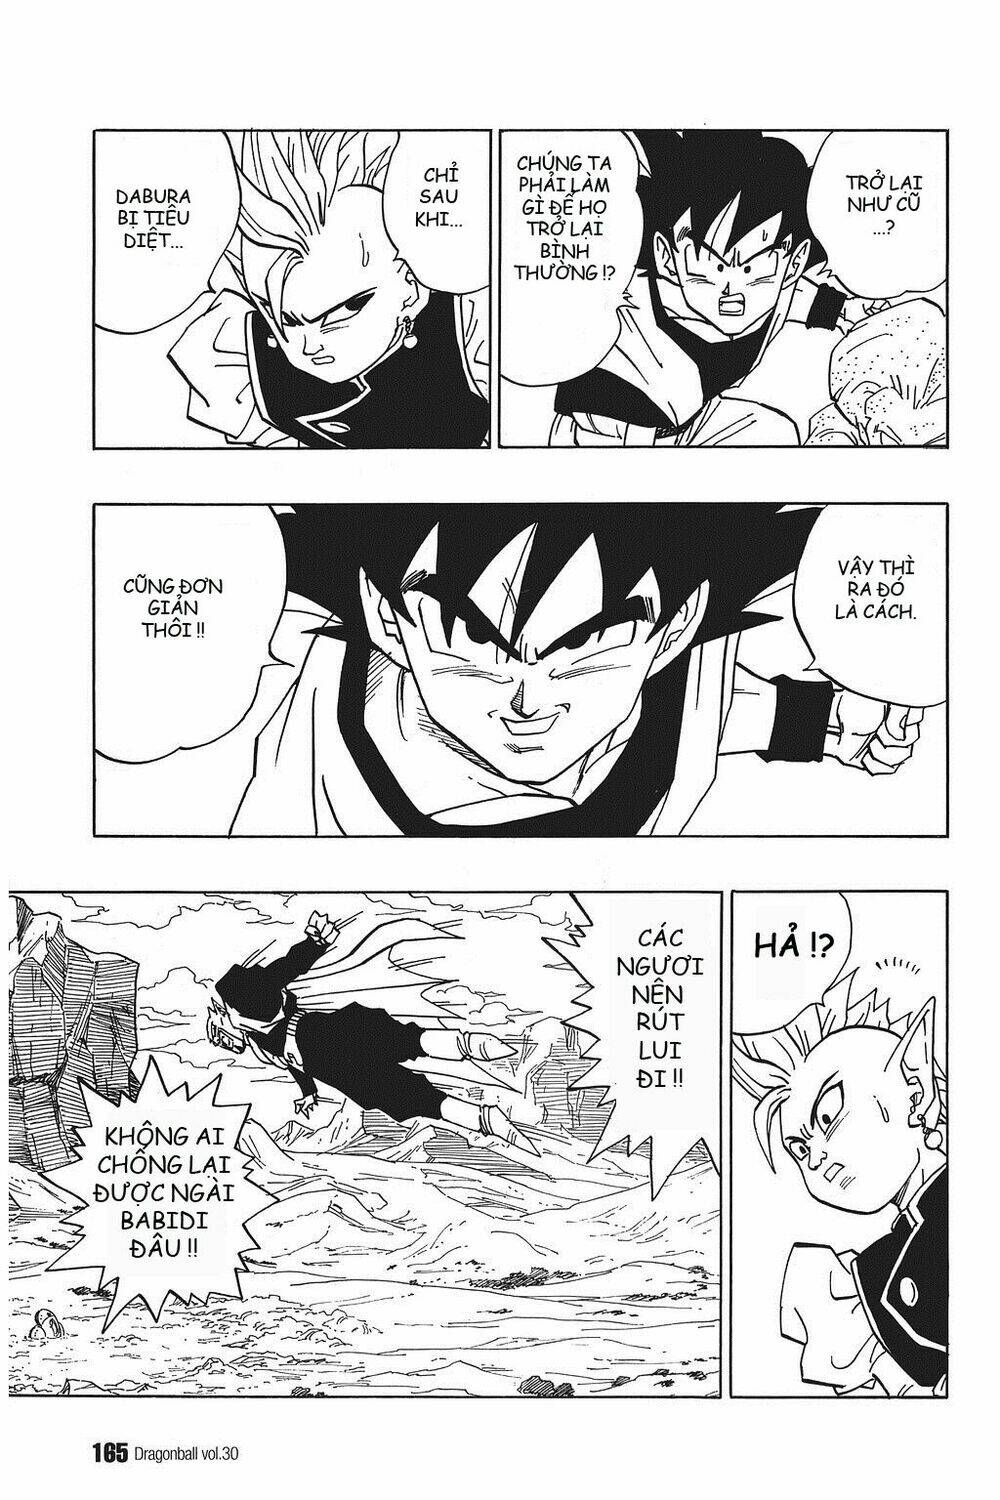 TRỞ LẠI
NHƯ CŨ
...?
CHÚNG TA
PHẢI LÀM
GÌ ĐỂ HỌ
TRỞ LẠI
BÌNH
THƯỜNG !?
CHỈ
SAU
KHI...
DABURA
BỊ TIÊU
DIỆT...
VẬY THÌ
RA ĐÓ
LÀ CÁCH.
CŨNG ĐƠN
GIẢN
THÔI !!
HẢ !?
CÁC
NGƯƠI
NÊN
RÚT
LUI
ĐI !!
KHÔNG AI
CHỐNG LẠI
ĐƯỢC NGÀI
BABIDI
ĐÂU !!
165 Dragonball vol.30